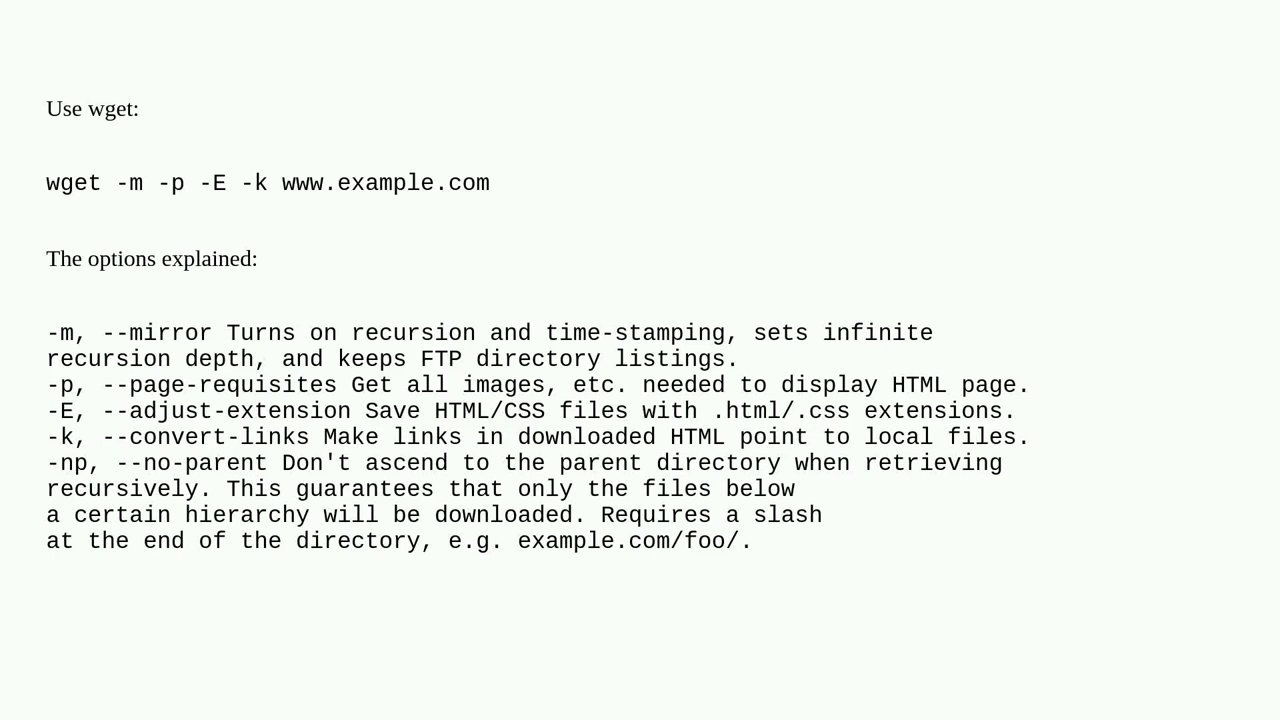 Use wget:
wget -m -p -E -k www.example.com
The options explained:
-m, --mirror Turns on recursion and time-stamping, sets infinite
recursion depth, and keeps FTP directory listings.
-p, --page-requisites Get all images, etc. needed to display HTML page.
-E, --adjust-extension Save HTML/CSS files with .html/.css extensions.
-k, --convert-links Make links in downloaded HTML point to local files.
-np, --no-parent Don't ascend to the parent directory when retrieving
recursively. This guarantees that only the files below
a certain hierarchy will be downloaded. Requires a slash
at the end of the directory, e.g. example.com/foo/.